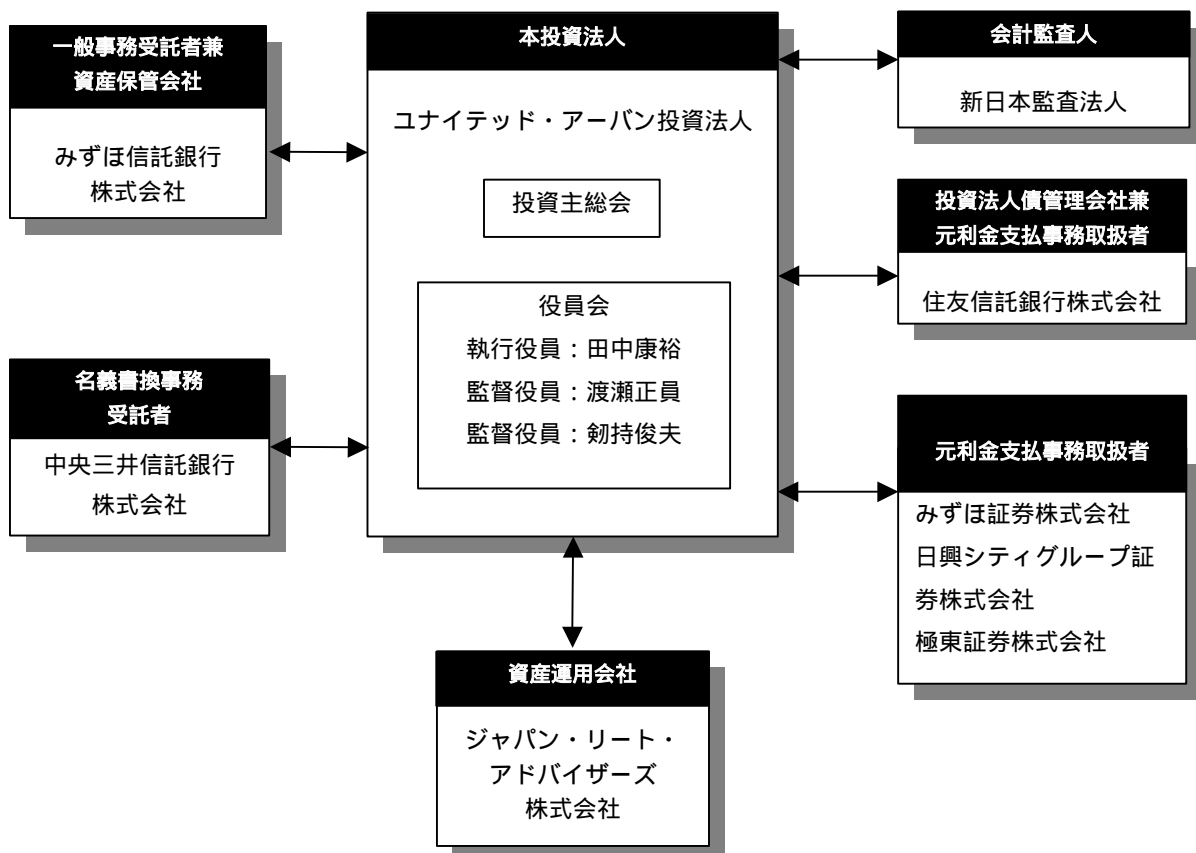 一般事務受託者兼
資産保管会社
みずほ信託銀行
株式会社
名義書換事務
受託者
中央三井信託銀行
株式会社
本投資法人
ユナイテッド・アーバン投資法人
投資主総会
役員会
執行役員：田中康裕
監督役員：渡瀬正員
監督役員：剱持俊夫
資産運用会社
ジャパン・リート・
アドバイザーズ
株式会社
会計監査人
新日本監査法人
投資法人債管理会社兼
元利金支払事務取扱者
住友信託銀行株式会社
元利金支払事務取扱者
みずほ証券株式会社
日興シティグループ証
券株式会社
極東証券株式会社